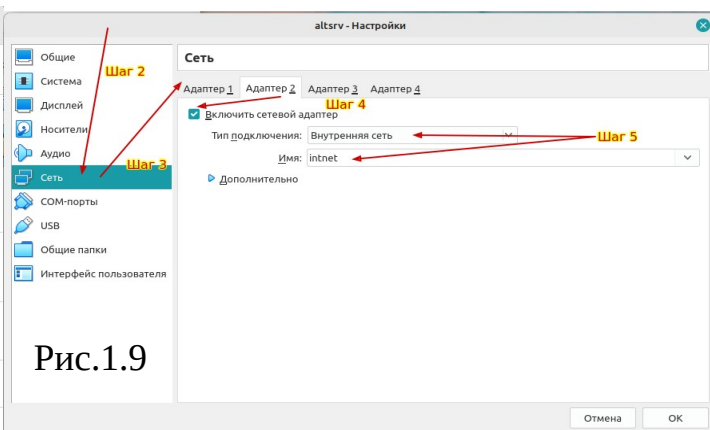 altsrv - Настройки
Общие
Система
Дисплей
Носители
Аудио
Сеть
COM-порты
USB
Общие папки
Интерфейс пользователя
Шаг 2
Шаг 3
Сеть
Адаптер 1 Адаптер 2 Адаптер 3 Адаптер 4
Шаг 4
Включить сетевой адаптер
Тип подключения: Внутренняя сеть
Шаг 5
Имя: intnet
Дополнительно
Рис.1.9
Отмена OK